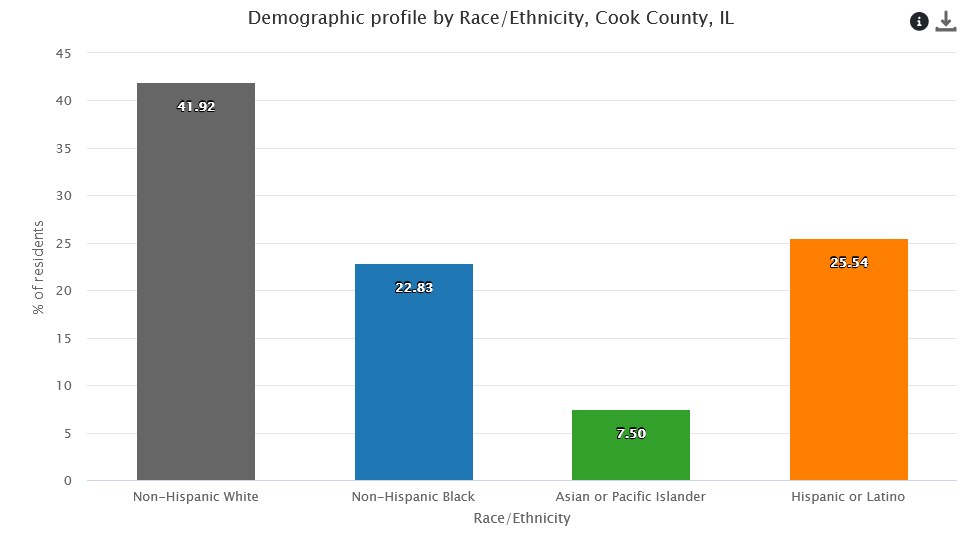 Demographic profile by Race/Ethnicity, Cook County, IL
45
40
35
30
25
20
15
10
5
0
% of residents
41.92
22.83
7.50
25.54
Non-Hispanic White
Non-Hispanic Black
Asian or Pacific Islander
Hispanic or Latino
Race/Ethnicity